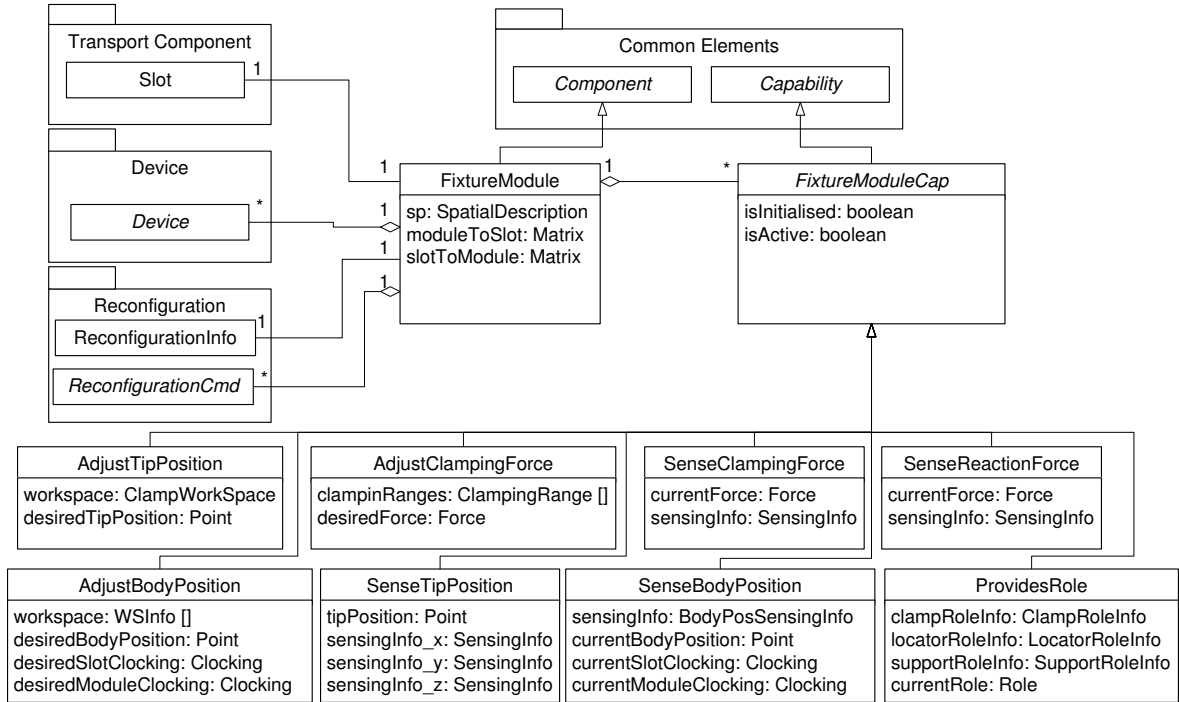 Transport Component
Slot
1
Device
Device
*
Reconfiguration
ReconfigurationInfo
1
ReconfigurationCmd
*
Common Elements
Component
Capability
1
1
1
1
FixtureModule
sp: SpatialDescription
moduleToSlot: Matrix
slotToModule: Matrix
1
*
FixtureModuleCap
isInitialised: boolean
isActive: boolean
AdjustTipPosition
workspace: ClampWorkSpace
desiredTipPosition: Point
AdjustClampingForce
clampinRanges: ClampingRange []
desiredForce: Force
SenseClampingForce
currentForce: Force
sensingInfo: SensingInfo
SenseReactionForce
currentForce: Force
sensingInfo: SensingInfo
AdjustBodyPosition
workspace: WSInfo []
desiredBodyPosition: Point
desiredSlotClocking: Clocking
desiredModuleClocking: Clocking
SenseTipPosition
tipPosition: Point
sensingInfo_x: SensingInfo
sensingInfo_y: SensingInfo
sensingInfo_z: SensingInfo
SenseBodyPosition
sensingInfo: BodyPosSensingInfo
currentBodyPosition: Point
currentSlotClocking: Clocking
currentModuleClocking: Clocking
ProvidesRole
clampRoleInfo: ClampRoleInfo
locatorRoleInfo: LocatorRoleInfo
supportRoleInfo: SupportRoleInfo
currentRole: Role